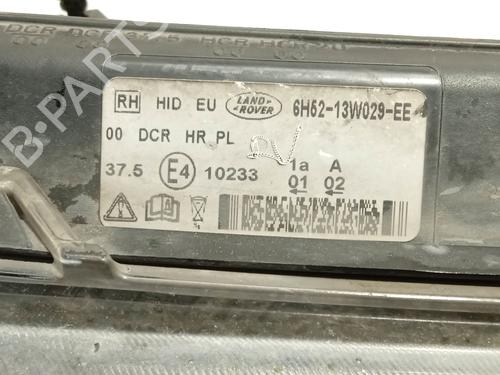 RH HID EU LAND ROVER 6H52-13W029-EE
00 DCR HR PL
37.5 E4 10233 1a A
01 02